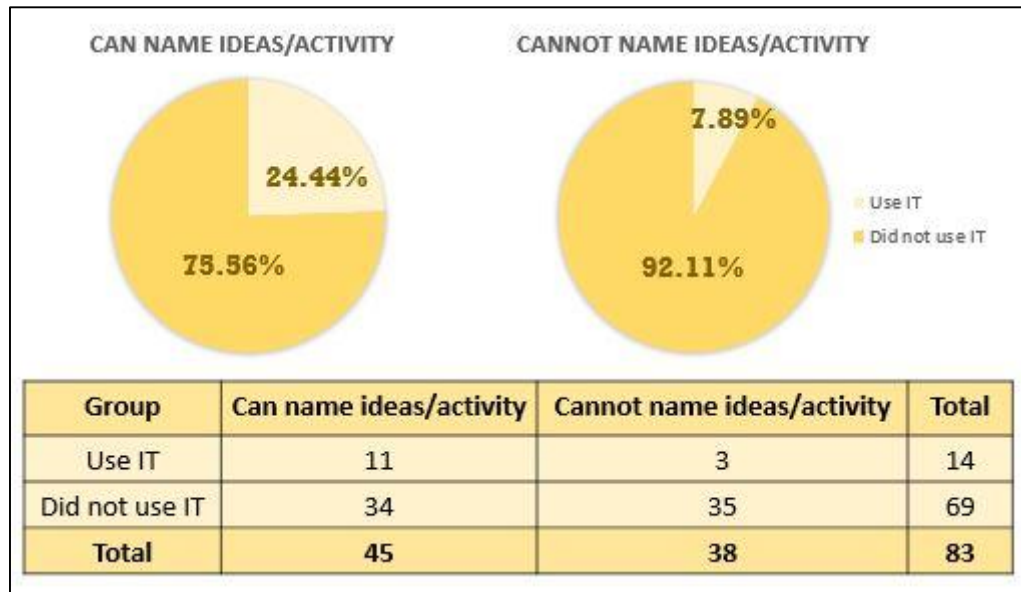 CAN NAME IDEAS/ACTIVITY
24.44%
75.56%
CANNOT NAME IDEAS/ACTIVITY
7.89%
92.11%
Use IT
Did not use IT
Group Can name ideas/activity Cannot name ideas/activity Total
Use IT 11 3 14
Did not use IT 34 35 69
Total 45 38 83